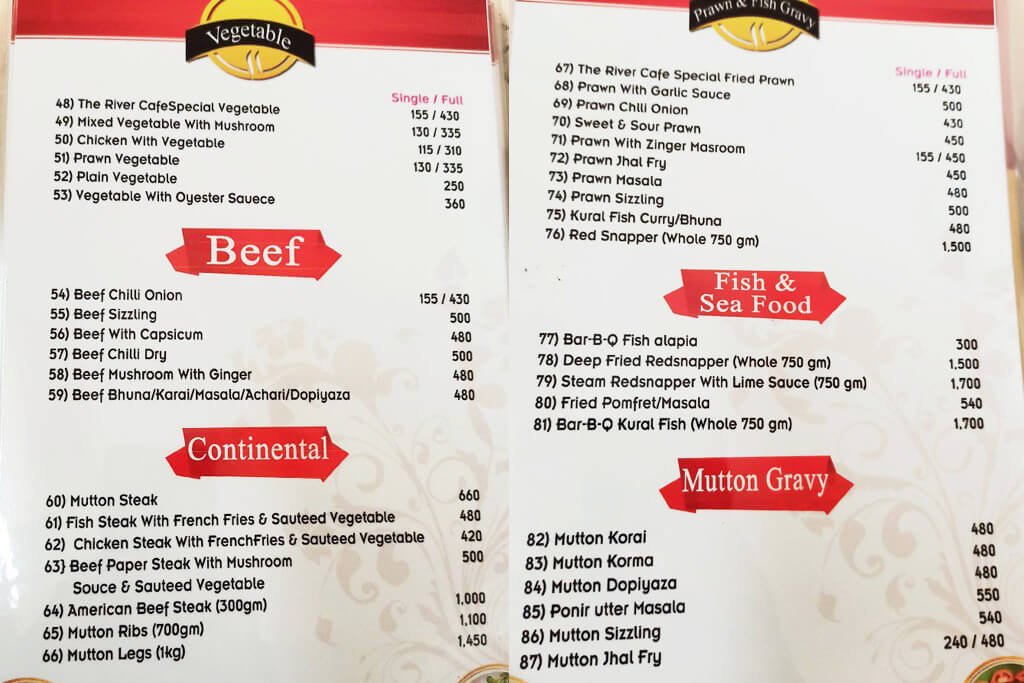 Vegetable
Single / Full
48) The River CafeSpecial Vegetable 155 / 430
49) Mixed Vegetable With Mushroom 130 / 335
50) Chicken With Vegetable 115 / 310
51) Prawn Vegetable 130 / 335
52) Plain Vegetable 250
53) Vegetable With Oyester Sauece 360
Beef
54) Beef Chilli Onion 155 / 430
55) Beef Sizzling 500
56) Beef With Capsicum 480
57) Beef Chilli Dry 500
58) Beef Mushroom With Ginger 480
59) Beef Bhuna/Karai/Masala/Achari/Dopiyaza 480
Continental
60) Mutton Steak 660
61) Fish Steak With French Fries & Sauteed Vegetable 480
62) Chicken Steak With FrenchFries & Sauteed Vegetable 420
63} Beef Paper Steak With Mushroom 500
Souce & Sauteed Vegetable
64) American Beef Steak (300gm) 1,000
65) Mutton Ribs (700gm) 1,100
66) Mutton Legs (1kg) 1,450
Prawn & Fish Gravy
Single / Full
67) The River Cafe Special Fried Prawn 155 / 430
68) Prawn With Garlic Sauce 500
69) Prawn Chlli Onion 430
70) Sweet & Sour Prawn 450
71) Prawn With Zinger Masroom 155 / 450
72) Prawn Jhal Fry 450
73) Prawn Masala 480
74) Prawn Sizzling 500
75) Kural Fish Curry/Bhuna 480
76) Red Snapper (Whole 750 gm) 1,500
Fish &
Sea Food
77) Bar-B-Q Fish alapia 300
78) Deep Fried Redsnapper (Whole 750 gm) 1,500
79) Steam Redsnapper With Lime Sauce (750 gm) 1,700
80) Fried Pomfret/Masala 540
81) Bar-B-Q Kural Fish (Whole 750 gm) 1,700
Mutton Gravy
82) Mutton Korai 480
83) Mutton Korma 480
84) Mutton Dopiyaza 480
85) Ponir utter Masala 550
86) Mutton Sizzling 540
87) Mutton Jhal Fry 240 / 480